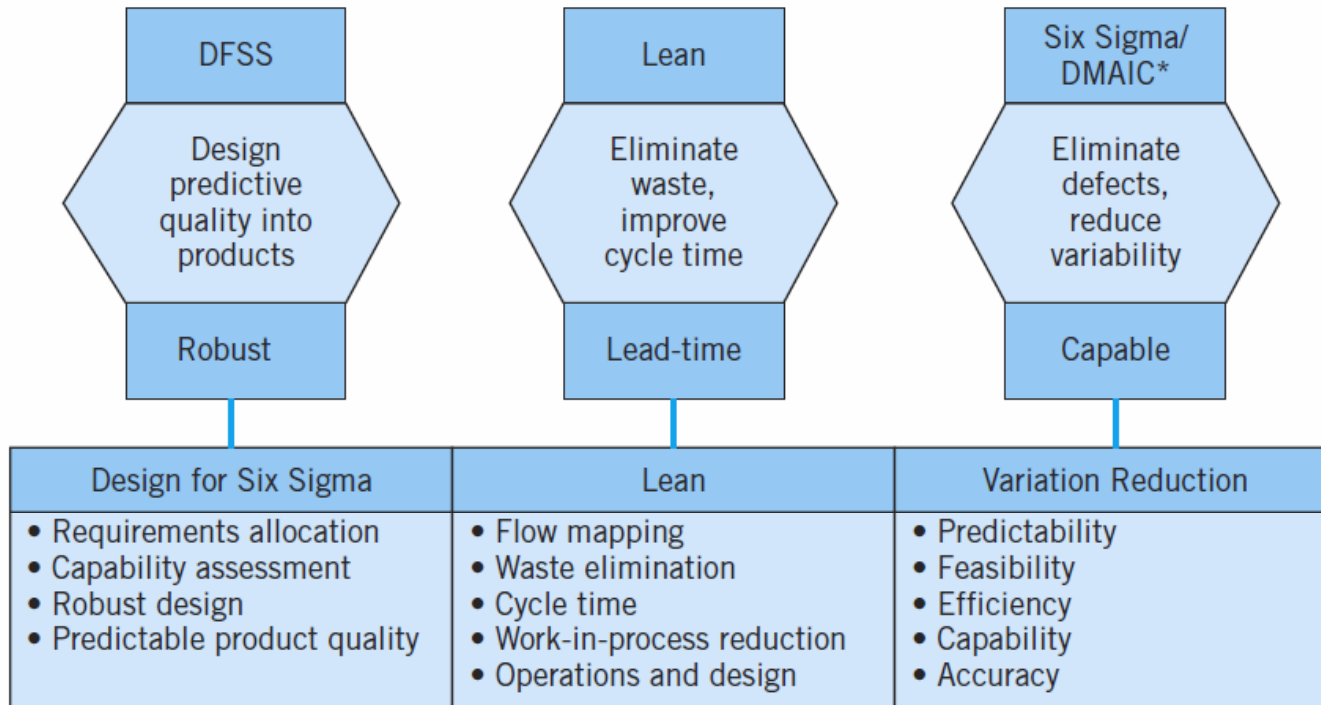 DFSS
Design
predictive
quality into
products
Robust
Lean
Eliminate
waste,
improve
cycle time
Lead-time
Six Sigma/
DMAIC*
Eliminate
defects,
reduce
variability
Capable
Design for Six Sigma
• Requirements allocation
• Capability assessment
• Robust design
• Predictable product quality
Lean
• Flow mapping
• Waste elimination
• Cycle time
• Work-in-process reduction
• Operations and design
Variation Reduction
• Predictability
• Feasibility
• Efficiency
• Capability
• Accuracy